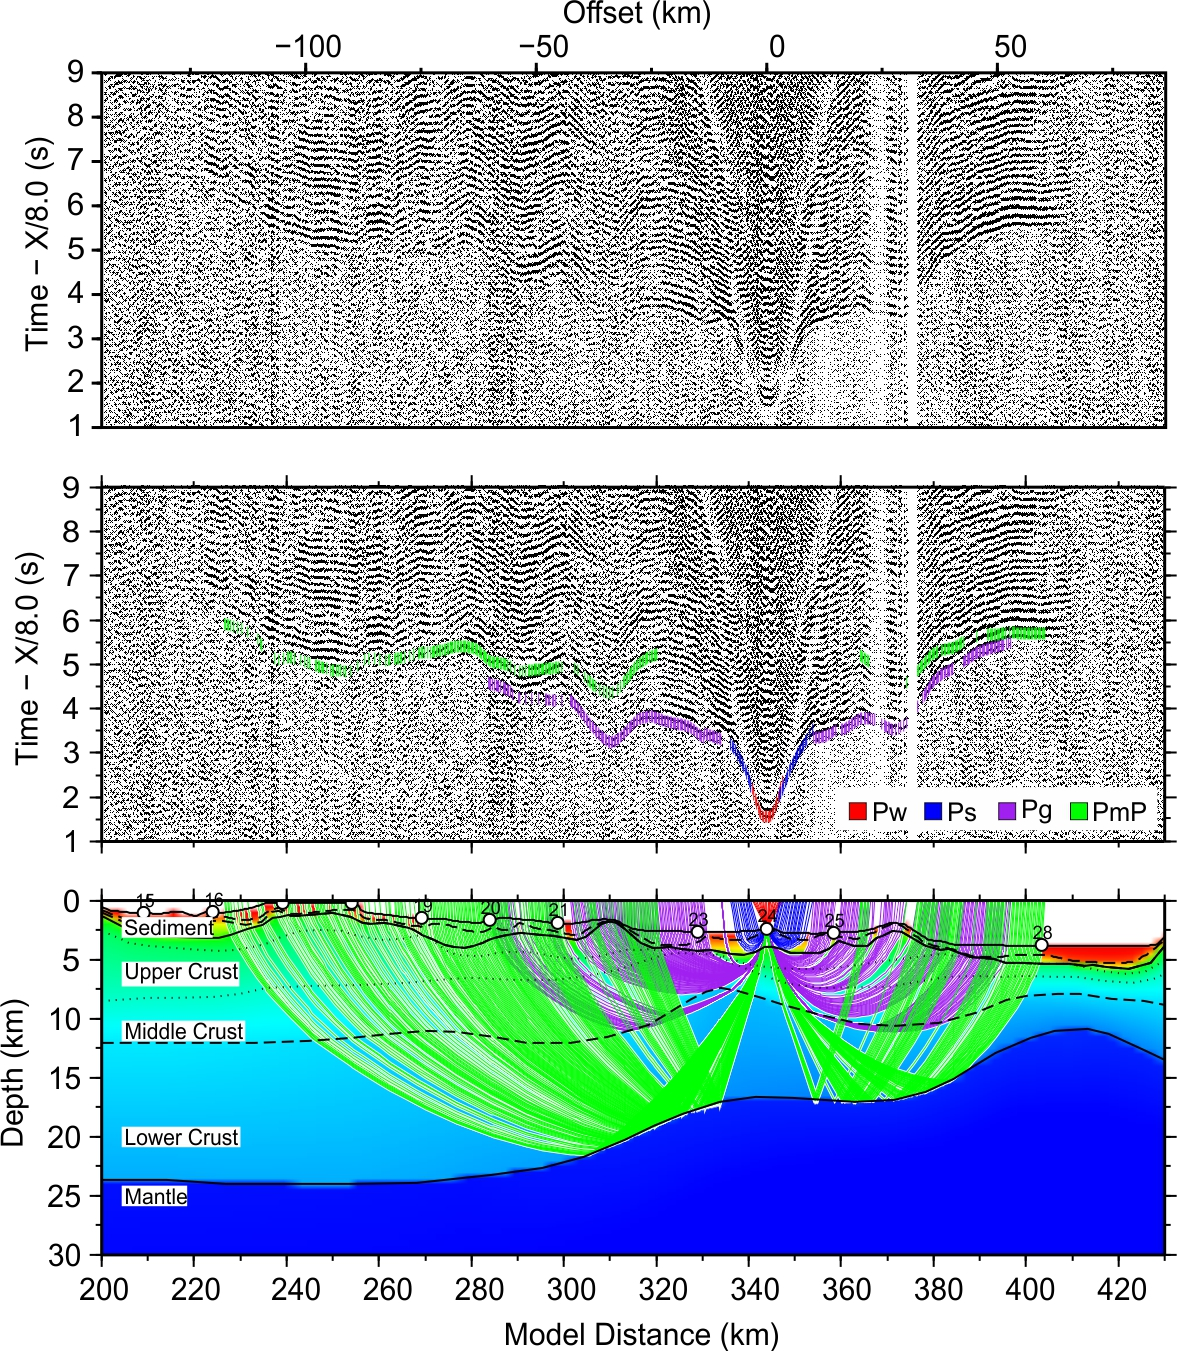 Offset (km)
−100 −50 0 50
9
8
7
6
5
4
3
2
1
Time − X/8.0 (s)
9
8
7
6
5
4
3
2
1
Time − X/8.0 (s)
Pw Ps Pg PmP
0
5
10
15
20
25
30
Depth (km)
15 16 19 20 21 23 24 25 28
Sediment
Upper Crust
Middle Crust
Lower Crust
Mantle
200 220 240 260 280 300 320 340 360 380 400 420
Model Distance (km)